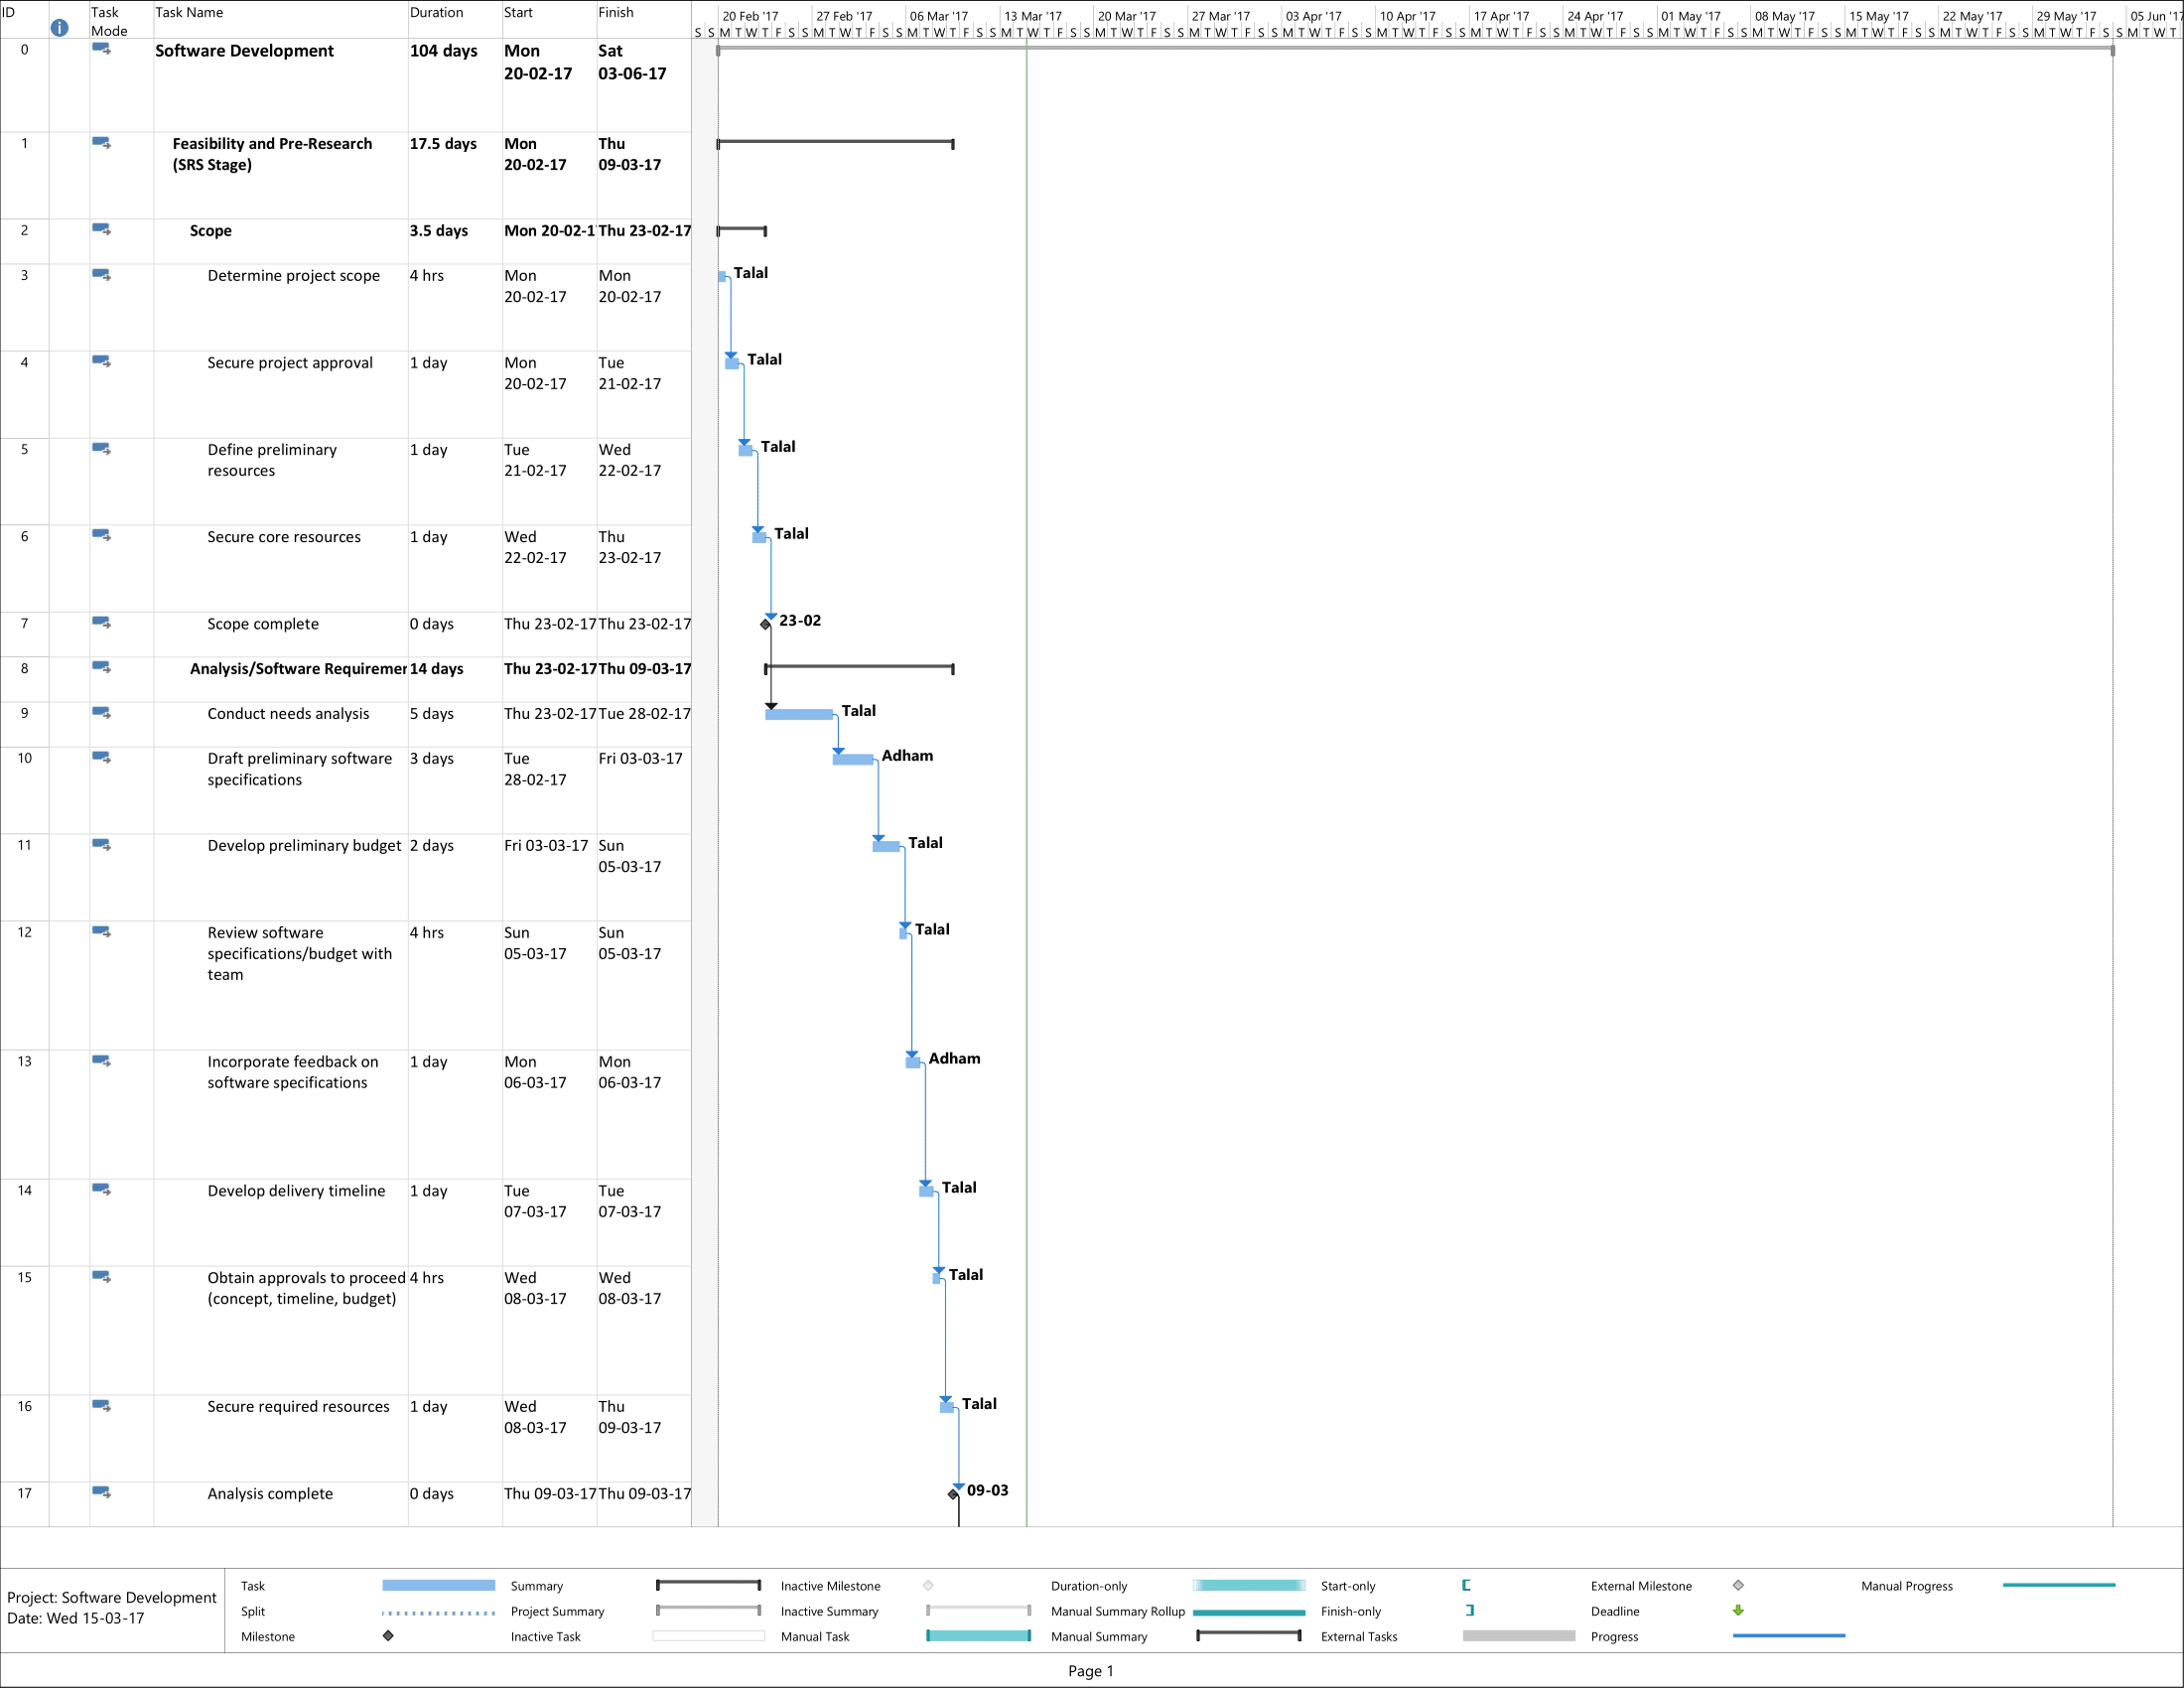 ID Task Mode Task Name Duration Start Finish 20 Feb '17 27 Feb '17 06 Mar '17 13 Mar '17 20 Mar '17 27 Mar '17 03 Apr '17 10 Apr '17 17 Apr '17 24 Apr '17 01 May '17 08 May '17 15 May '17 22 May '17 29 May '17 05 Jun '17
S S M T W T F S S M T W T F S S M T W T F S S M T W T F S S M T W T F S S M T W T F S S M T W T F S S M T W T F S S M T W T F S S M T W T F S S M T W T F S S M T W T F S S M T W T F S S M T W T F S S M T W T F S S M T W T
0 Software Development 104 days Mon 20-02-17 Sat 03-06-17
1 Feasibility and Pre-Research (SRS Stage) 17.5 days Mon 20-02-17 Thu 09-03-17
2 Scope 3.5 days Mon 20-02-1 Thu 23-02-17
3 Determine project scope 4 hrs Mon 20-02-17 Mon 20-02-17 Talal
4 Secure project approval 1 day Mon 20-02-17 Tue 21-02-17 Talal
5 Define preliminary resources 1 day Tue 21-02-17 Wed 22-02-17 Talal
6 Secure core resources 1 day Wed 22-02-17 Thu 23-02-17 Talal
7 Scope complete 0 days Thu 23-02-17 Thu 23-02-17 23-02
8 Analysis/Software Requiremer 14 days Thu 23-02-17 Thu 09-03-17
9 Conduct needs analysis 5 days Thu 23-02-17 Tue 28-02-17 Talal
10 Draft preliminary software specifications 3 days Tue 28-02-17 Fri 03-03-17 Adham
11 Develop preliminary budget 2 days Fri 03-03-17 Sun 05-03-17 Talal
12 Review software specifications/budget with team 4 hrs Sun 05-03-17 Sun 05-03-17 Talal
13 Incorporate feedback on software specifications 1 day Mon 06-03-17 Mon 06-03-17 Adham
14 Develop delivery timeline 1 day Tue 07-03-17 Tue 07-03-17 Talal
15 Obtain approvals to proceed (concept, timeline, budget) 4 hrs Wed 08-03-17 Wed 08-03-17 Talal
16 Secure required resources 1 day Wed 08-03-17 Thu 09-03-17 Talal
17 Analysis complete 0 days Thu 09-03-17 Thu 09-03-17 09-03
Project: Software Development
Date: Wed 15-03-17
Task Summary Inactive Milestone Duration-only Start-only External Milestone Manual Progress
Split Project Summary Inactive Summary Manual Summary Rollup Finish-only Deadline
Milestone Inactive Task Manual Task Manual Summary External Tasks Progress
Page 1